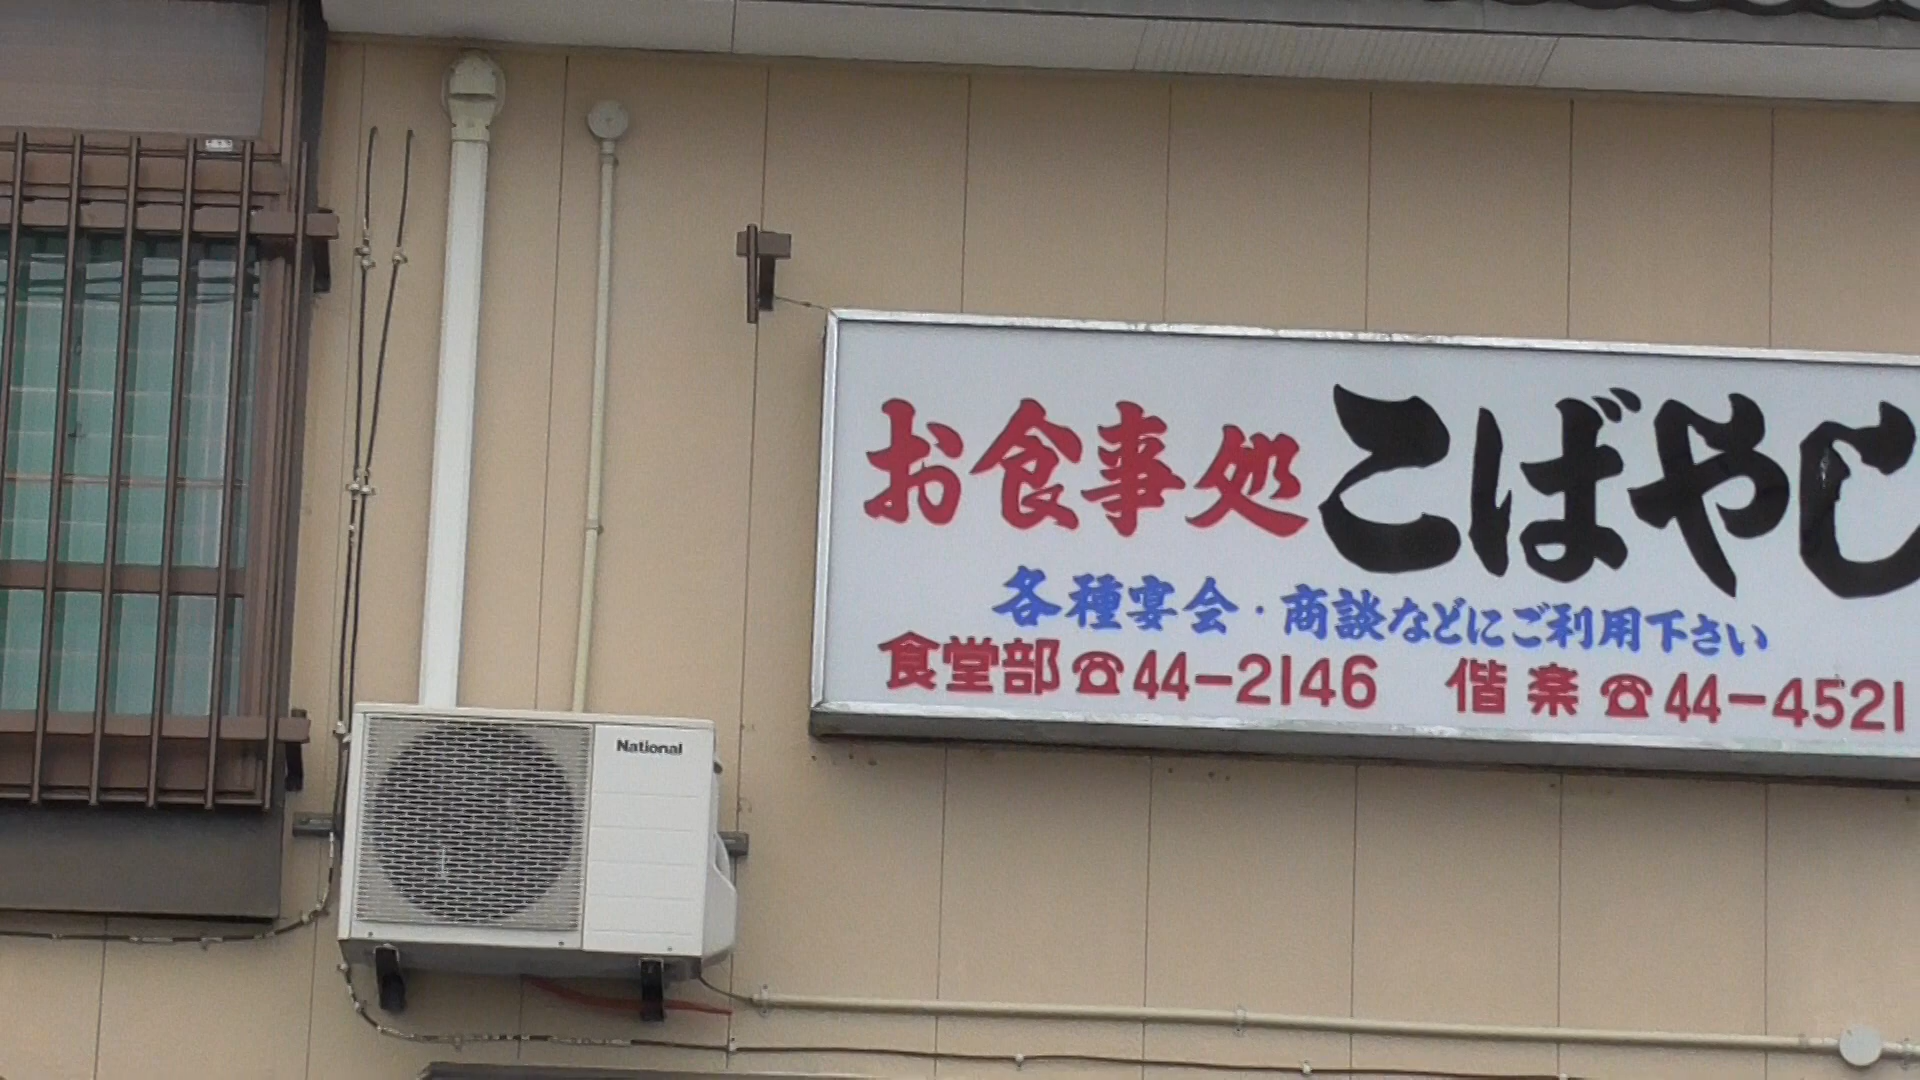 お食事処 こばやし
各種宴会・商談などにご利用下さい
食堂部☎44-2146 偕楽☎44-4521
National